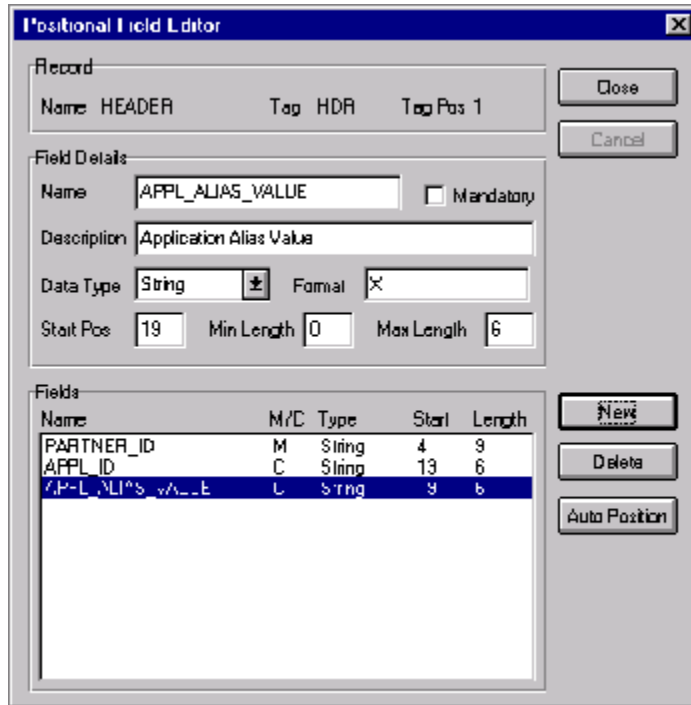 Positional Field Editor
Record
Name HEADER Tag HDR Tag Pos 1
Close
Cancel
Field Details
Name APPL_ALIAS_VALUE Mandatory
Description Application Alias Value
Data Type String Format X
Start Pos 19 Min Length 0 Max Length 6
Fields
Name M/C Type Start Length
PARTNER_ID M String 4 9
APPL_ID C String 13 6
APPL_ALIAS_VALUE C String 19 6
New
Delete
Auto Position